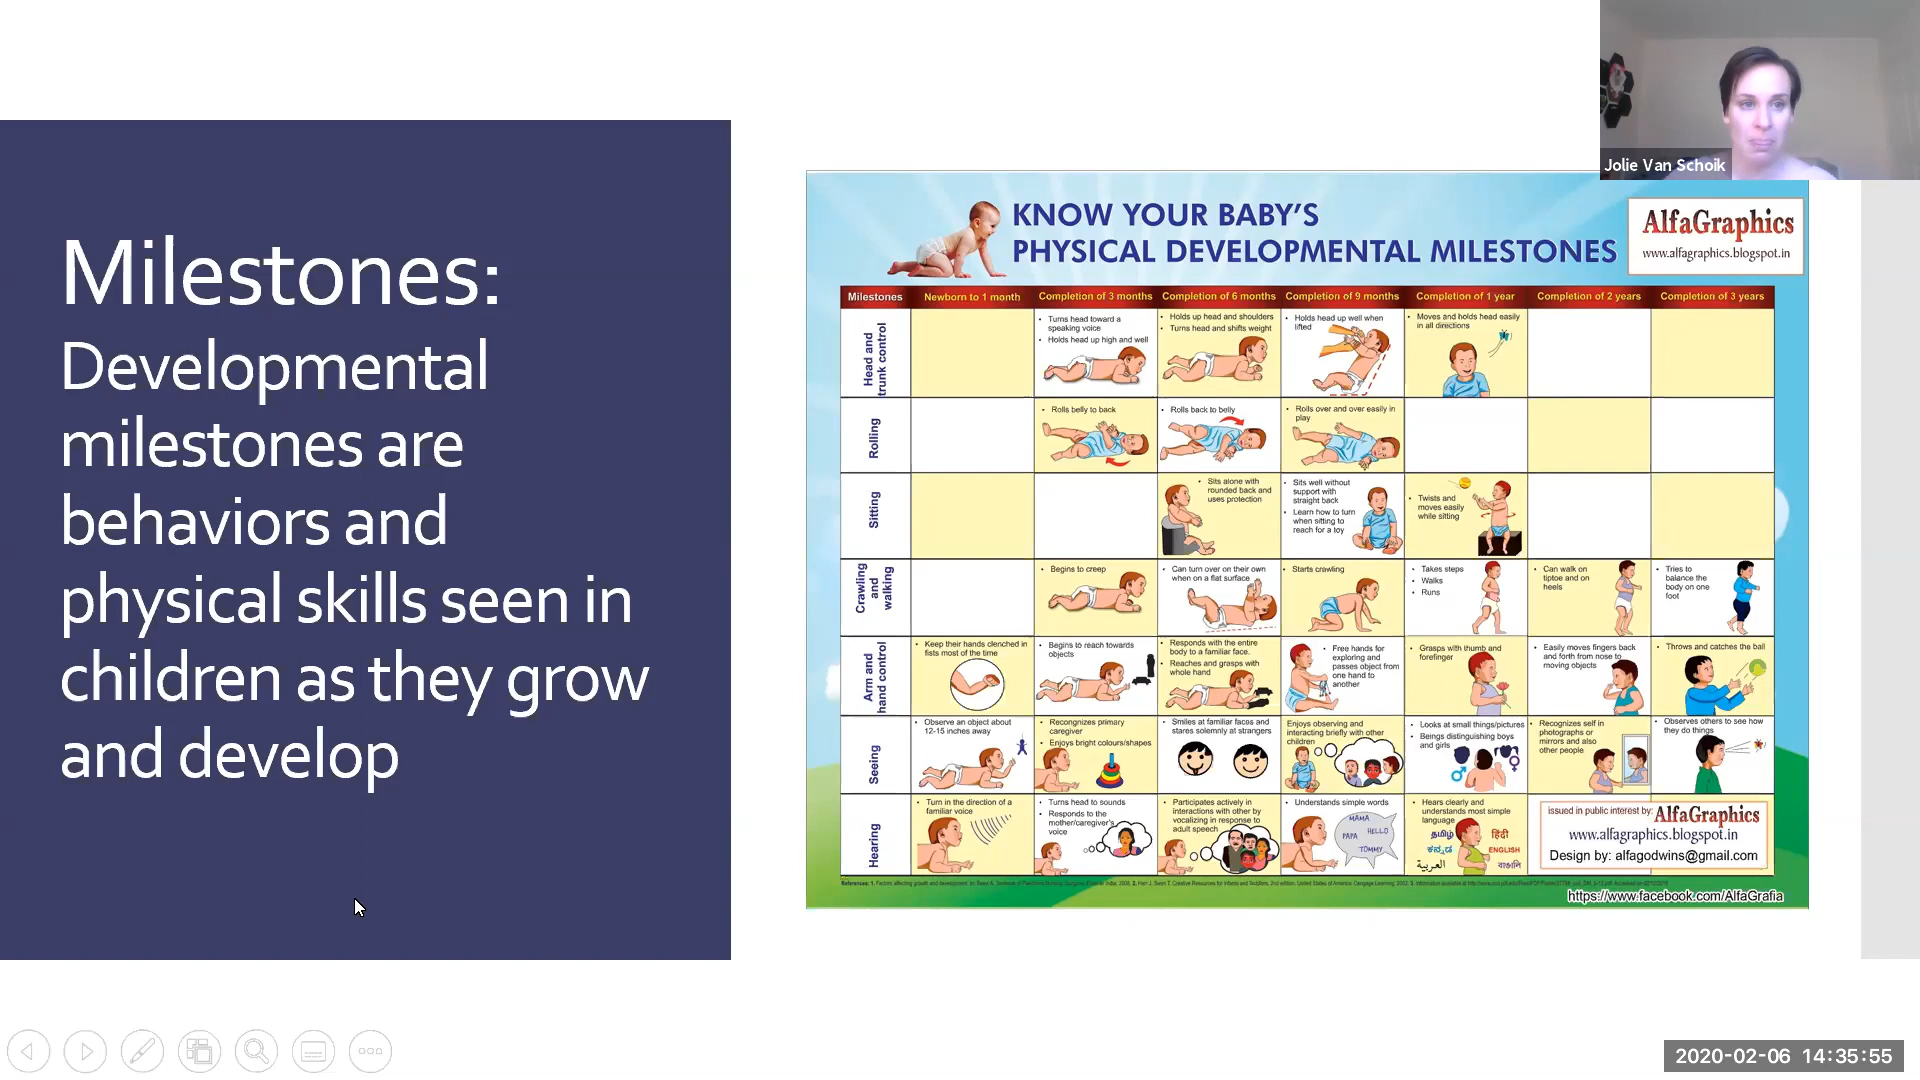 Jolie Van Schoik
Milestones:
Developmental
milestones are
behaviors and
physical skills seen in
children as they grow
and develop
KNOW YOUR BABY'S
PHYSICAL DEVELOPMENTAL MILESTONES
AlfaGraphics
www.alfagraphics.blogspot.in
Milestones Newborn to 1 month Completion of 3 months Completion of 6 months Completion of 9 months Completion of 1 year Completion of 2 years Completion of 3 years
Head and
trunk control
• Turns head toward a
speaking voice
• Holds head up high and well
• Holds up head and shoulders
• Turns head and shifts weight
• Holds head up well when
lifted
• Moves and holds head easily
in all directions
Rolling
• Rolls belly to back
• Rolls back to belly
• Rolls over and over easily in
play
Sitting
• Sits alone with
rounded back and
uses protection
• Sits well without
support with
straight back
• Learn how to turn
when sitting to
reach for a toy
• Twists and
moves easily
while sitting
Crawling
and
walking
• Begins to creep
• Can turn over on their own
when on a flat surface
• Starts crawling
• Takes steps
• Walks
• Runs
• Can walk on
tiptoe and on
heels
• Tries to
balance the
body on one
foot
Arm and
hand control
• Keep their hands clenched in
fists most of the time
• Begins to reach towards
objects
• Responds with the entire
body to a familiar face.
• Reaches and grasps with
whole hand
• Free hands for
exploring and
passes object from
one hand to
another
• Grasps with thumb and
forefinger
• Easily moves fingers back
and forth from nose to
moving objects
• Throws and catches the ball
Seeing
• Observe an object about
12-15 inches away
• Recongnizes primary
caregiver
• Enjoys bright colours/shapes
• Smiles at familiar faces and
stares solemnly at strangers
Enjoys observing and
interacting briefly with other
children
• Looks at small things/pictures
• Beings distinguishing boys
and girls
• Recognizes self in
photographs or
mirrors and also
other people
• Observes others to see how
they do things
Hearing
• Turn in the direction of a
familiar voice
• Turns head to sounds
• Responds to the
mother/caregiver's
voice
• Participates actively in
interactions with other by
vocalizing in response to
adult speech
• Understands simple words
MAMA
PAPA HELLO
TOMMY
• Hears clearly and
understands most simple
language
தமிழ் हिंदी
ಕನ್ನಡ ENGLISH
العربية বাঙালি
issued in public interest by: AlfaGraphics
www.alfagraphics.blogspot.in
Design by: alfagodwins@gmail.com
https://www.facebook.com/AlfaGrafia
2020-02-06 14:35:55